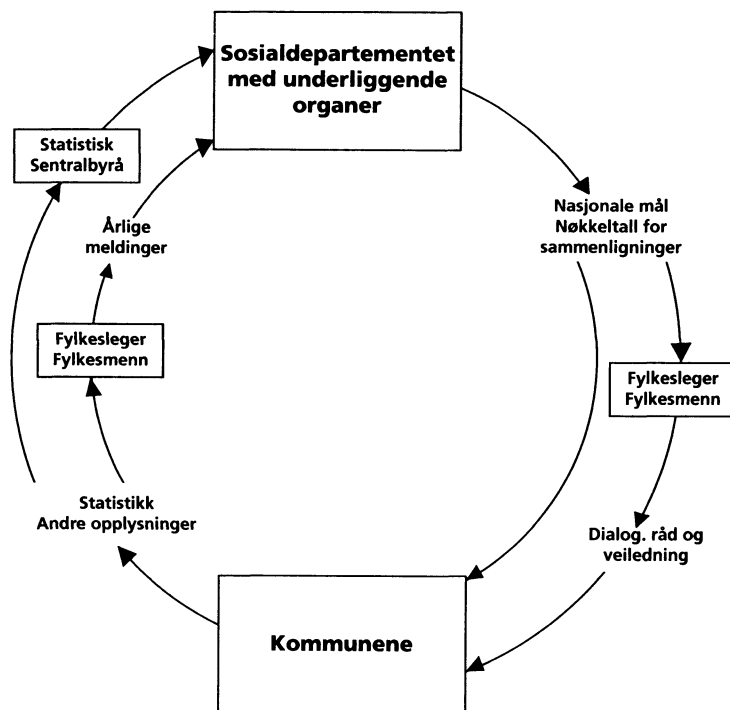 Sosialdepartementet
med underliggende
organer
Statistisk
Sentralbyrå
Årlige
meldinger
Nasjonale mål
Nøkkeltall for
sammenligninger
Fylkesleger
Fylkesmenn
Fylkesleger
Fylkesmenn
Statistikk
Andre opplysninger
Dialog. råd og
veiledning
Kommunene